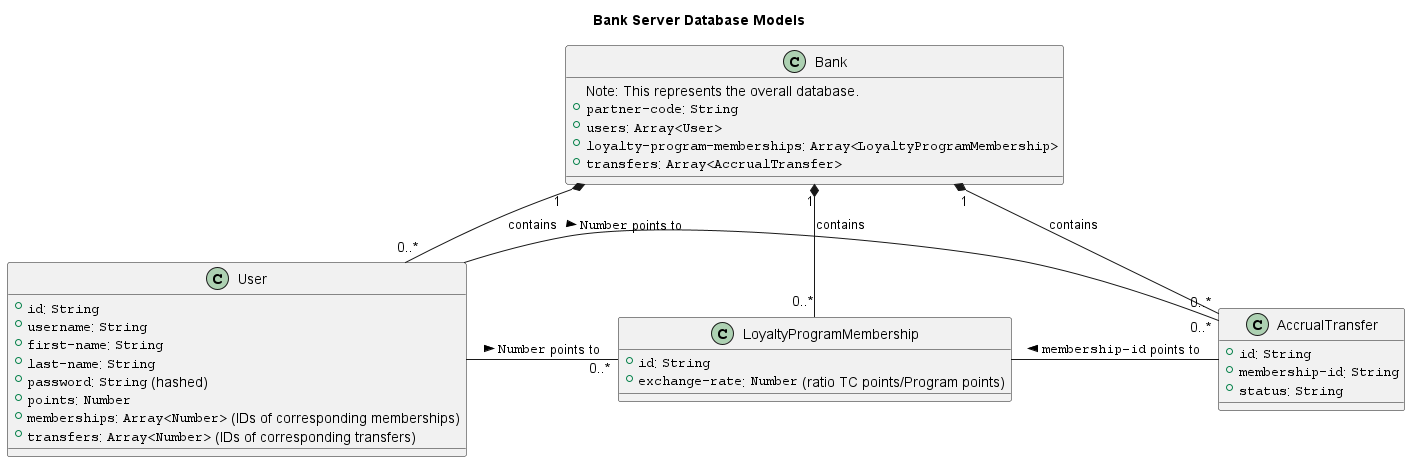 Bank Server Database Models
C Bank
Note: This represents the overall database.
partner-code: String
users: Array<User>
loyalty-program-memberships: Array<LoyaltyProgramMembership>
transfers: Array<AccrualTransfer>
1
1
1
contains
Number points to
contains
contains
0..*
0..*
0..*
0..*
C User
id: String
username: String
first-name: String
last-name: String
password: String (hashed)
points: Number
memberships: Array<Number> (IDs of corresponding memberships)
transfers: Array<Number> (IDs of corresponding transfers)
Number points to
0..*
C LoyaltyProgramMembership
id: String
exchange-rate: Number (ratio TC points/Program points)
membership-id points to
C AccrualTransfer
id: String
membership-id: String
status: String